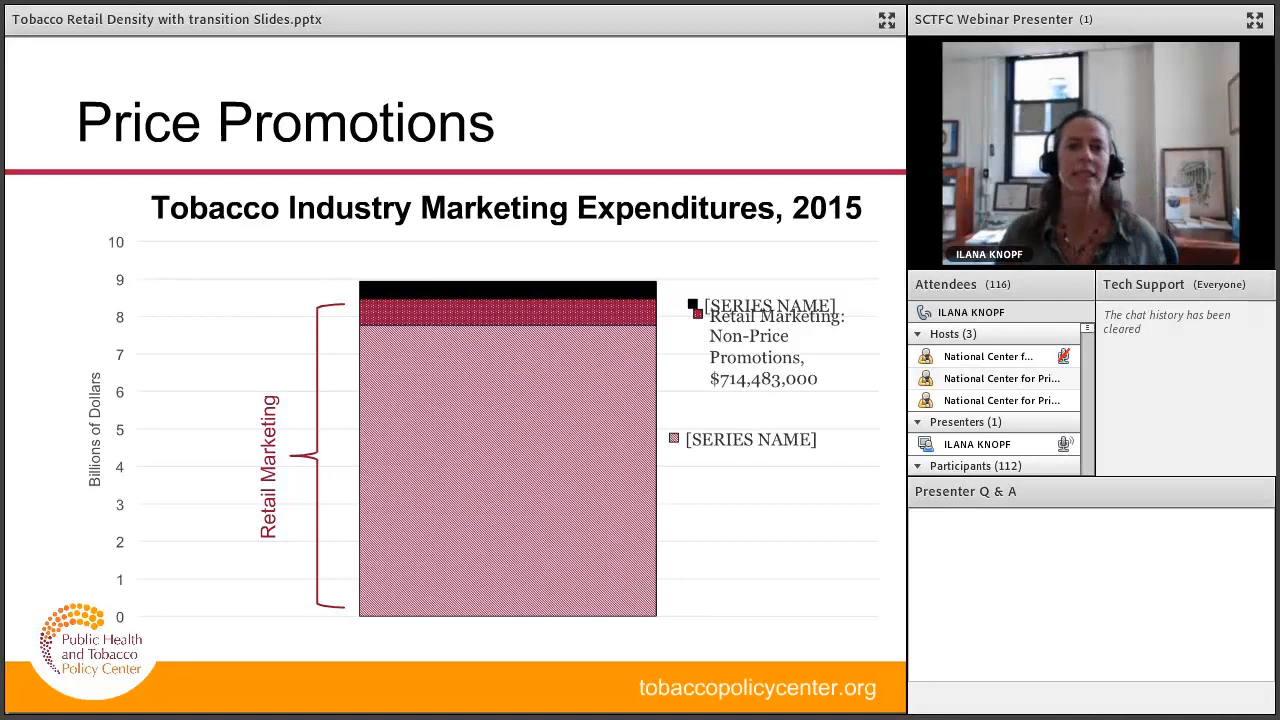 Tobacco Retail Density with transition Slides.pptx
Price Promotions
Tobacco Industry Marketing Expenditures, 2015
10
9
8
7
6
5
4
3
2
1
0
Billions of Dollars
Retail Marketing
[SERIES NAME]
Retail Marketing:
Non-Price
Promotions,
$714,483,000
[SERIES NAME]
Public Health
and Tobacco
Policy Center
tobaccopolicycenter.org
SCTFC Webinar Presenter (1)
ILANA KNOPF
Attendees (116)
ILANA KNOPF
Hosts (3)
National Center f...
National Center for Pri...
National Center for Pri...
Presenters (1)
ILANA KNOPF
Participants (112)
Tech Support (Everyone)
The chat history has been
cleared
Presenter Q & A